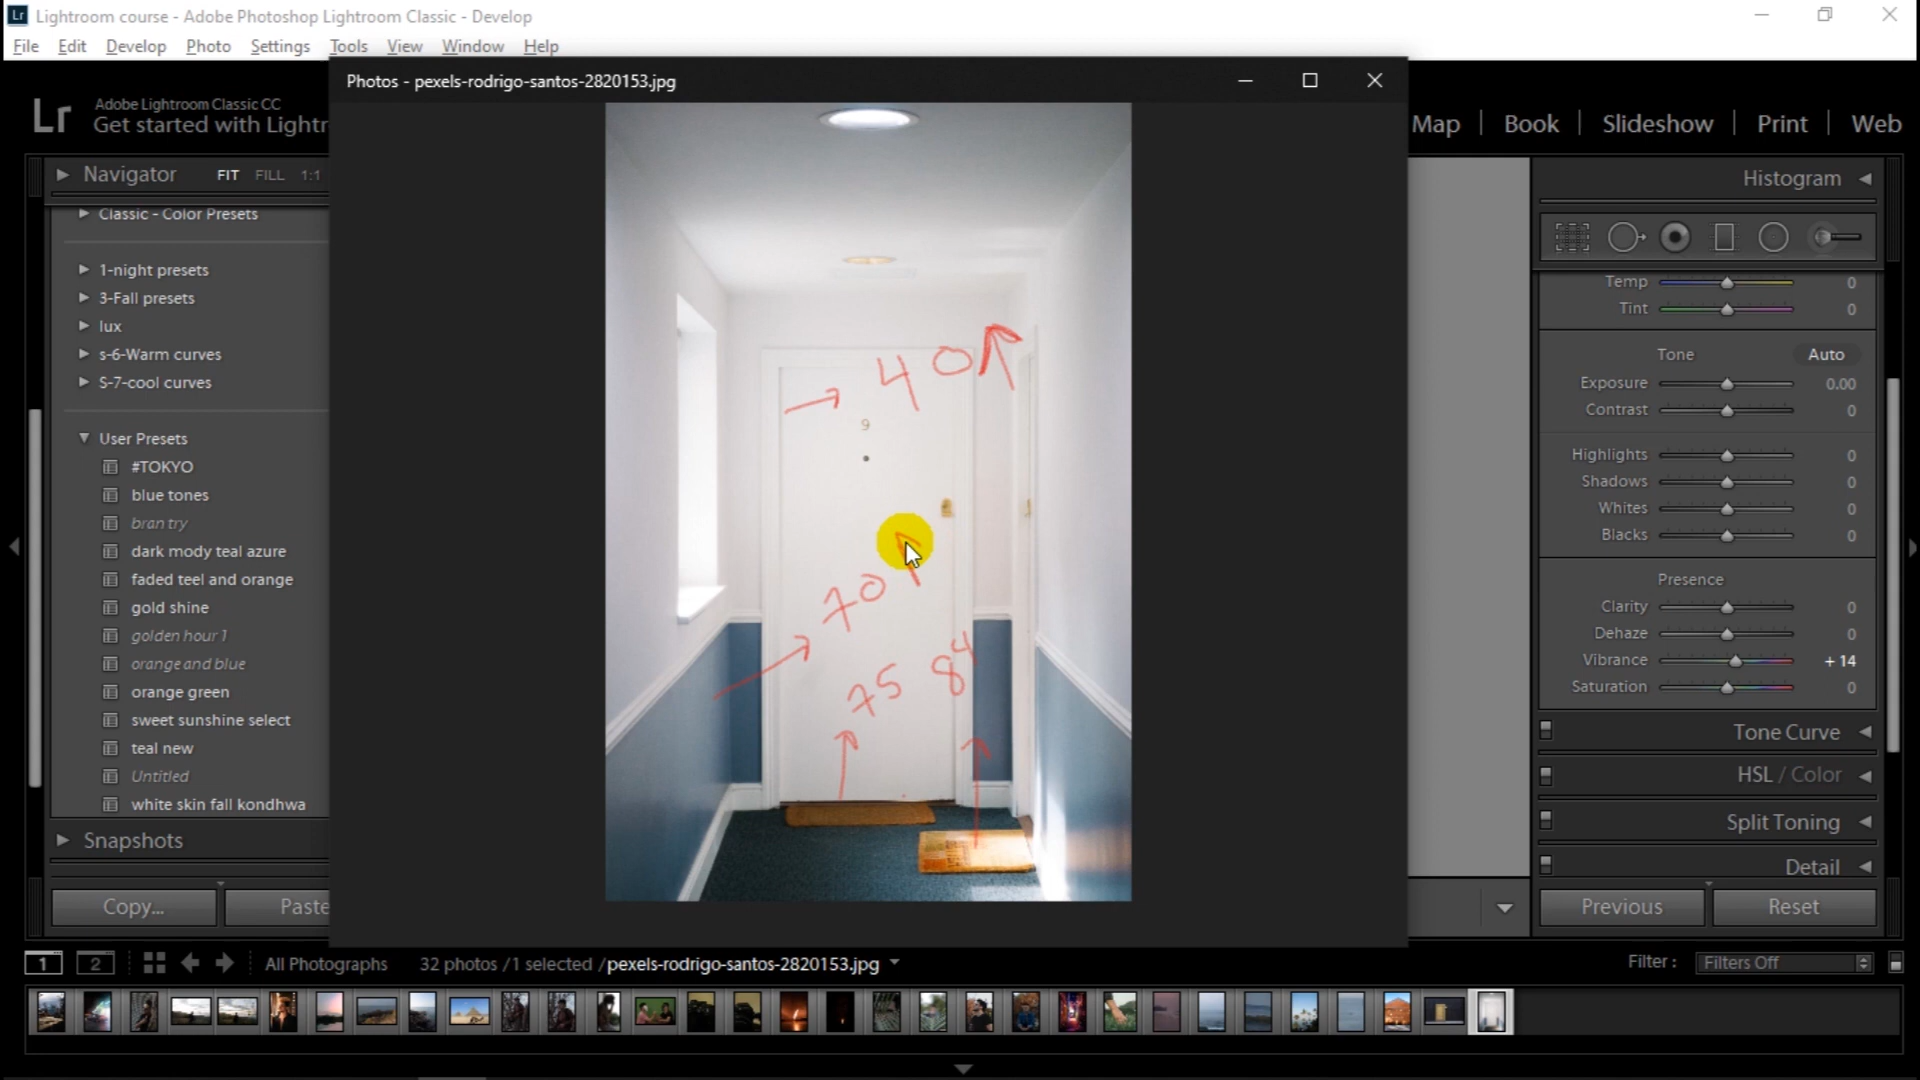 Lr Lightroom course - Adobe Photoshop Lightroom Classic - Develop
File Edit Develop Photo Settings Tools View Window Help
Photos - pexels-rodrigo-santos-2820153.jpg
Lr Adobe Lightroom Classic CC
Get started with Lightr
Map | Book | Slideshow | Print | Web
Navigator FIT FILL 1:1
Classic - Color Presets
1-night presets
3-Fall presets
lux
s-6-Warm curves
S-7-cool curves
User Presets
#TOKYO
blue tones
bran try
dark mody teal azure
faded teel and orange
gold shine
golden hour 1
orange and blue
orange green
sweet sunshine select
teal new
Untitled
white skin fall kondhwa
Snapshots
Copy...
Paste
40
9
70
75 84
Histogram
Temp 0
Tint 0
Tone Auto
Exposure 0.00
Contrast 0
Highlights 0
Shadows 0
Whites 0
Blacks 0
Presence
Clarity 0
Dehaze 0
Vibrance + 14
Saturation 0
Tone Curve
HSL / Color
Split Toning
Detail
Previous
Reset
1 2 All Photographs 32 photos /1 selected /pexels-rodrigo-santos-2820153.jpg
Filter : Filters Off